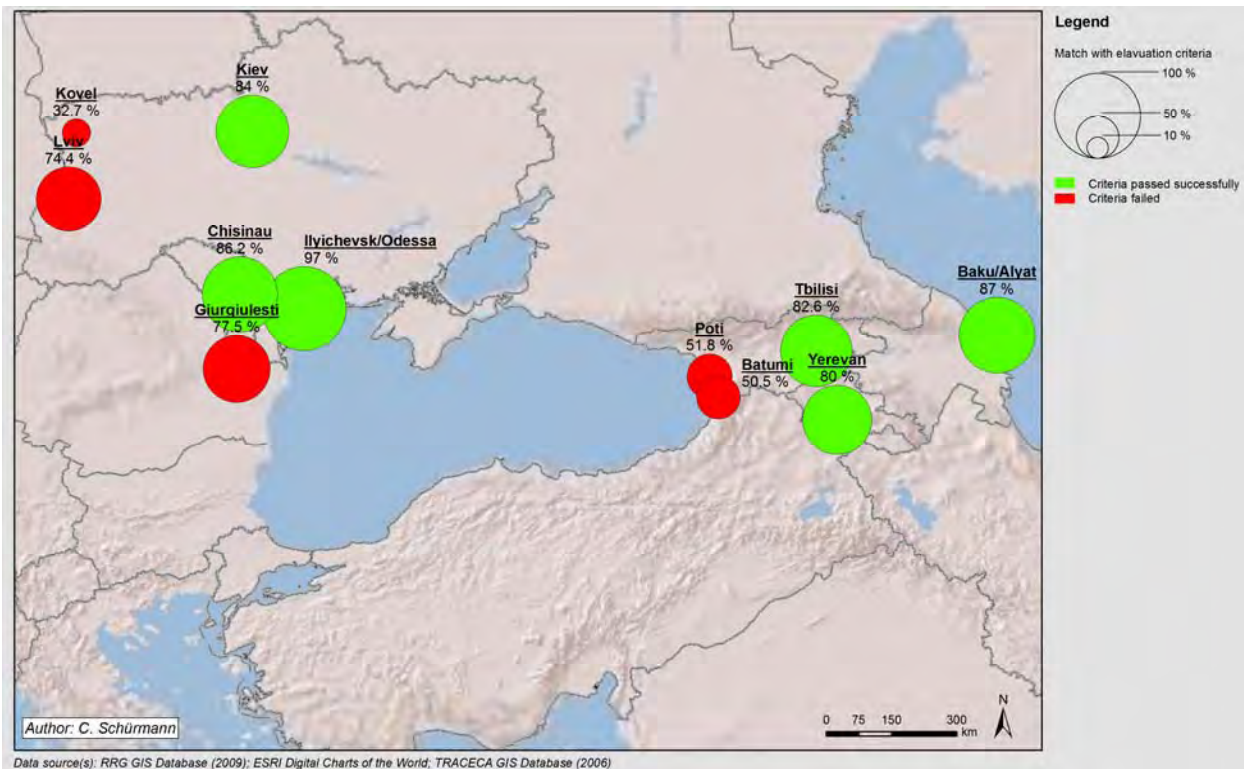 Kovel
32.7 %
Lviv
74.4 %
Kiev
84 %
Chisinau
86.2 %
Ilyichevsk/Odessa
97 %
Giurgiulesti
77.5 %
Poti
51.8 %
Batumi
50.5 %
Tbilisi
82.6 %
Yerevan
80 %
Baku/Alyat
87 %
Author: C. Schürmann
N
0 75 150 300
km
Legend
Match with elavuation criteria
100 %
50 %
10 %
Criteria passed successfully
Criteria failed
Data source(s): RRG GIS Database (2009); ESRI Digital Charts of the World; TRACECA GIS Database (2006)